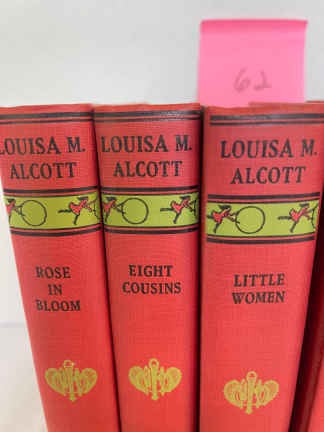 62
LOUISA M.
ALCOTT
ROSE
IN
BLOOM
LOUISA M.
ALCOTT
EIGHT
COUSINS
LOUISA M.
ALCOTT
LITTLE
WOMEN